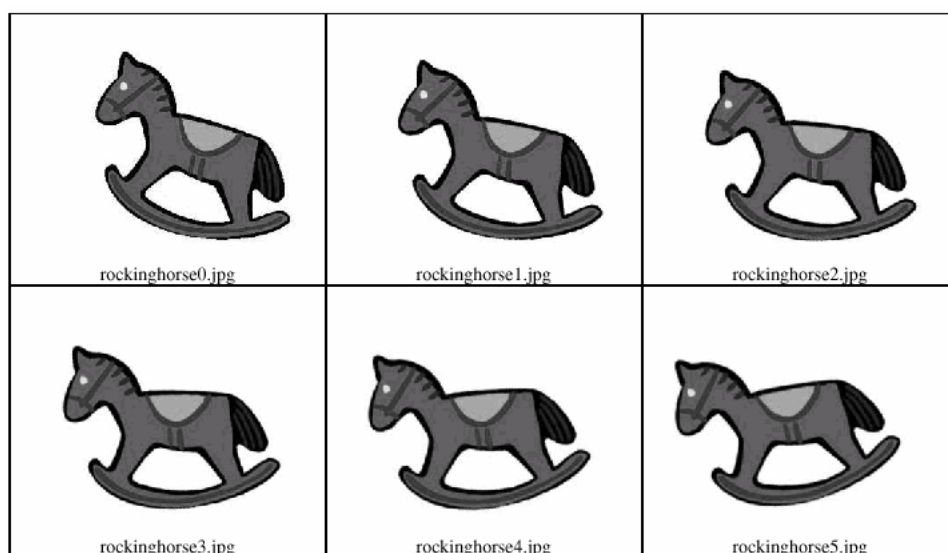 rockinghorse0.jpg
rockinghorse1.jpg
rockinghorse2.jpg
rockinghorse3.jpg
rockinghorse4.jpg
rockinghorse5.jpg